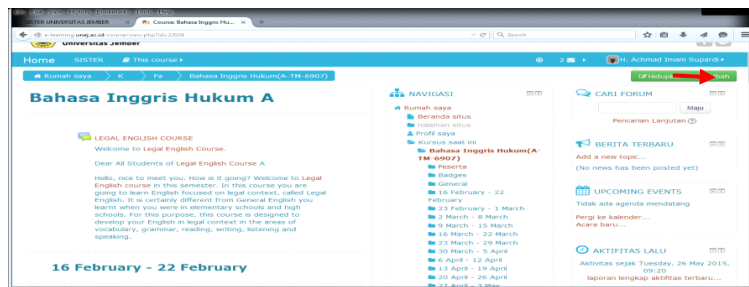 SISTER UNIVERSITAS JEMBER
Course: Bahasa Inggris Hu...
e-learning.unej.ac.id/course/view.php?id=22034
Search
Universitas Jember
Home SISTER This course
2
H. Achmad Imam Supardi
Rumah saya K Fa Bahasa Inggris Hukum(A-TM-6907)
Bahasa Inggris Hukum A
LEGAL ENGLISH COURSE
Welcome to Legal English Course.
Dear All Students of Legal English Course A
Hello, nice to meet you. How is it going? Welcome to Legal
English course in this semester. In this course you are
going to learn English focused on legal context, called Legal
English. It is certainly different from General English you
learnt when you were in elementary schools and high
schools. For this purpose, this course is designed to
develop your English in legal context in the areas of
vocabulary, grammar, reading, writing, listening and
speaking.
16 February - 22 February
NAVIGASI
Rumah saya
Beranda situs
Halaman situs
Profil saya
Kursus saat ini
Bahasa Inggris Hukum(A-
TM-6907)
Peserta
Badges
General
16 February - 22
February
23 February - 1 March
2 March - 8 March
9 March - 15 March
16 March - 22 March
23 March - 29 March
30 March - 5 April
6 April - 12 April
13 April - 19 April
20 April - 26 April
27 April - 3 May
CARI FORUM
Maju
Pencarian Lanjutan
BERITA TERBARU
Add a new topic...
(No news has been posted yet)
UPCOMING EVENTS
Tidak ada agenda mendatang
Pergi ke kalender...
Acara baru...
AKTIFITAS LALU
Aktivitas sejak Tuesday, 26 May 2015,
09:20
laporan lengkap akbifitas terbaru...